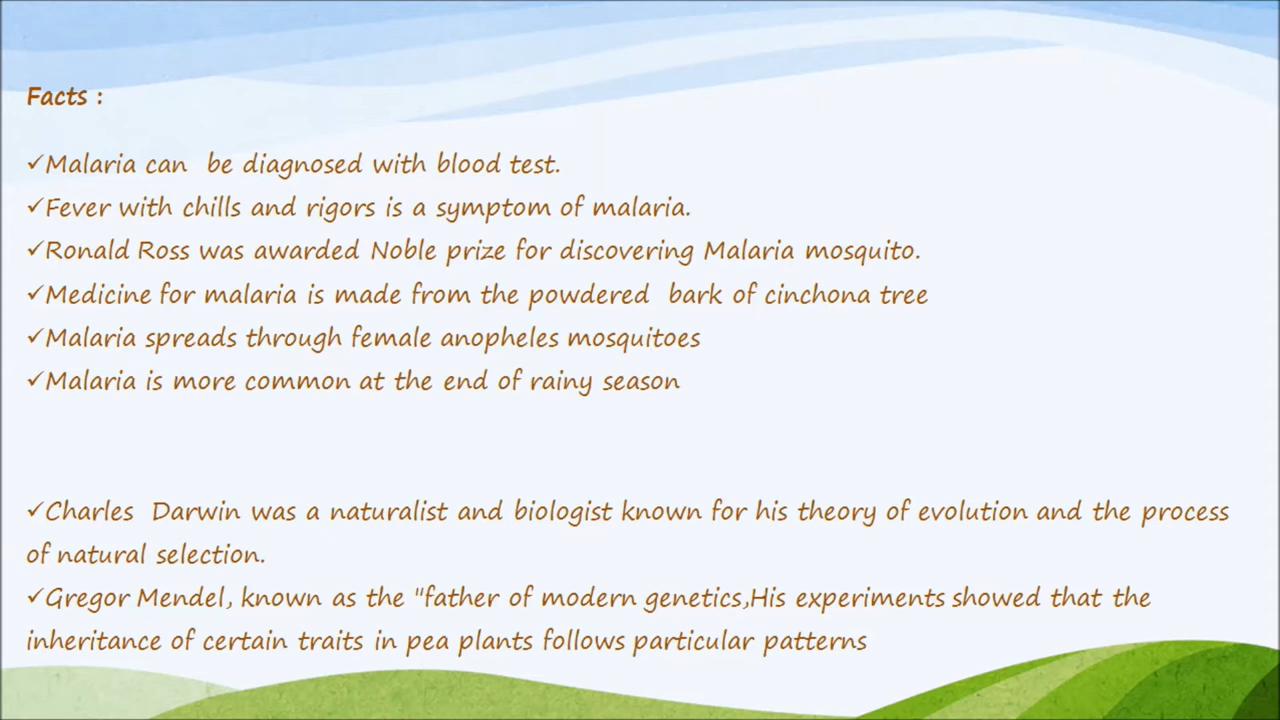 Facts :
✓Malaria can be diagnosed with blood test.
✓Fever with chills and rigors is a symptom of malaria.
✓Ronald Ross was awarded Noble prize for discovering Malaria mosquito.
✓Medicine for malaria is made from the powdered bark of cinchona tree
✓Malaria spreads through female anopheles mosquitoes
✓Malaria is more common at the end of rainy season
✓Charles Darwin was a naturalist and biologist known for his theory of evolution and the process
of natural selection.
✓Gregor Mendel, known as the "father of modern genetics,His experiments showed that the
inheritance of certain traits in pea plants follows particular patterns